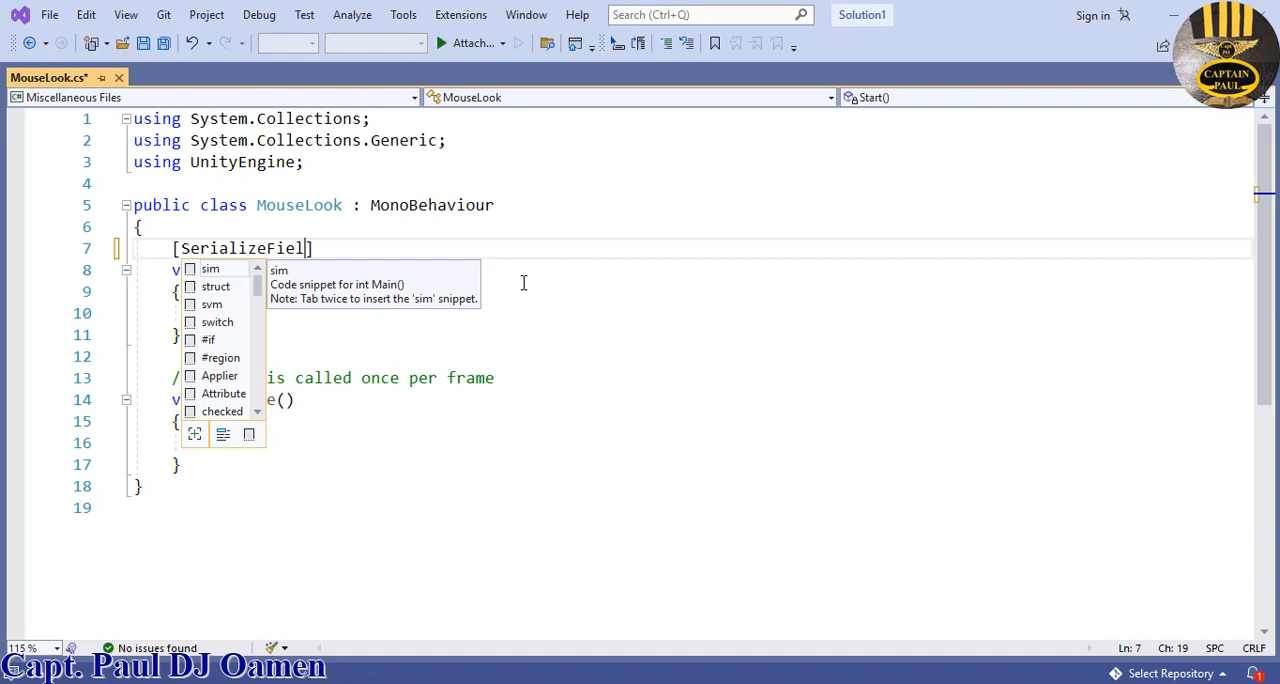 File Edit View Git Project Debug Test Analyze Tools Extensions Window Help Search (Ctrl+Q) Solution1 Sign in
Attach...
CAPTAIN
PAUL
MouseLook.cs*
Miscellaneous Files MouseLook Start()
1 using System.Collections;
2 using System.Collections.Generic;
3 using UnityEngine;
4
5 public class MouseLook : MonoBehaviour
6 {
7 [SerializeFiel]
8 v
9 {
10
11 }
12
13 / is called once per frame
14 v e()
15 {
16
17 }
18 }
19
sim
struct
svm
switch
#if
#region
Applier
Attribute
checked
sim
Code snippet for int Main()
Note: Tab twice to insert the 'sim' snippet.
115 % No issues found Ln: 7 Ch: 19 SPC CRLF
Capt. Paul DJ Oamen
Select Repository 1